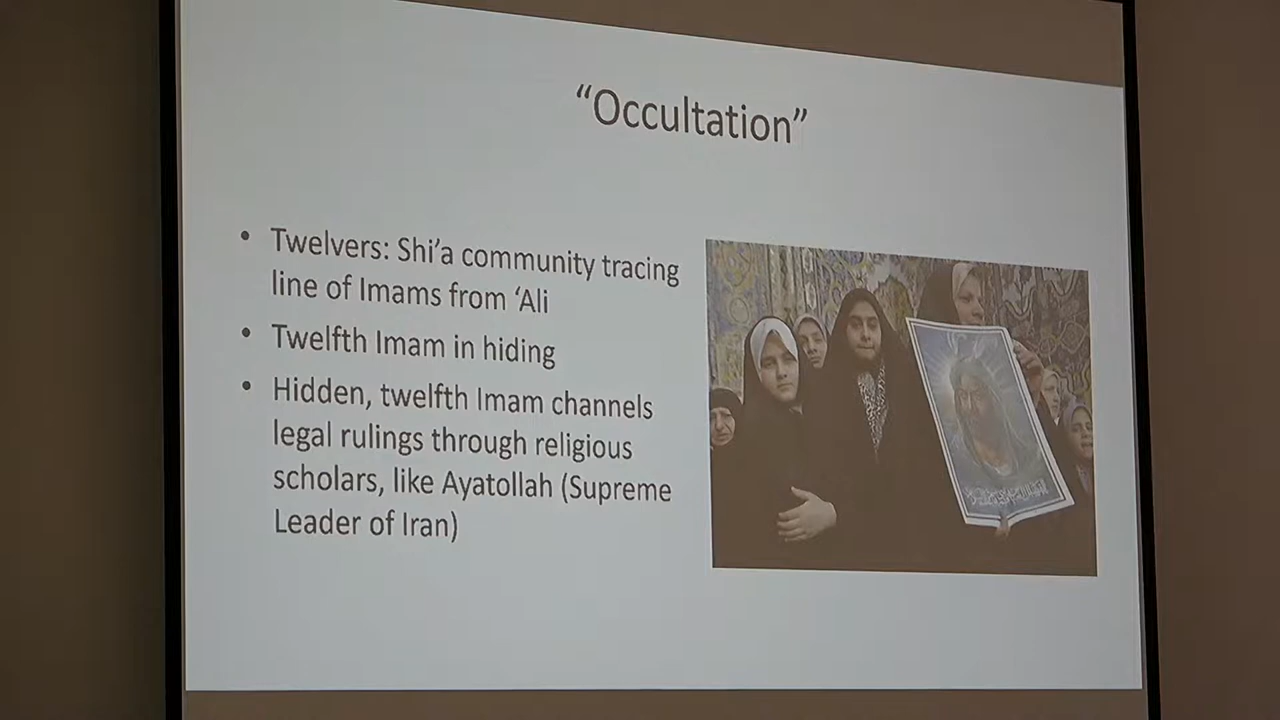 “Occultation”
• Twelvers: Shi’a community tracing
line of Imams from ‘Ali
• Twelfth Imam in hiding
• Hidden, twelfth Imam channels
legal rulings through religious
scholars, like Ayatollah (Supreme
Leader of Iran)